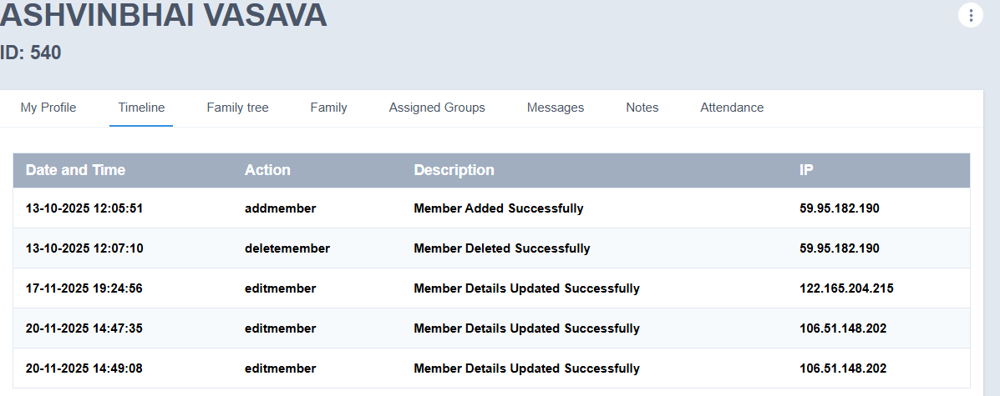 ASHVINBHAI VASAVA
ID: 540
My Profile Timeline Family tree Family Assigned Groups Messages Notes Attendance
Date and Time Action Description IP
13-10-2025 12:05:51 addmember Member Added Successfully 59.95.182.190
13-10-2025 12:07:10 deletemember Member Deleted Successfully 59.95.182.190
17-11-2025 19:24:56 editmember Member Details Updated Successfully 122.165.204.215
20-11-2025 14:47:35 editmember Member Details Updated Successfully 106.51.148.202
20-11-2025 14:49:08 editmember Member Details Updated Successfully 106.51.148.202